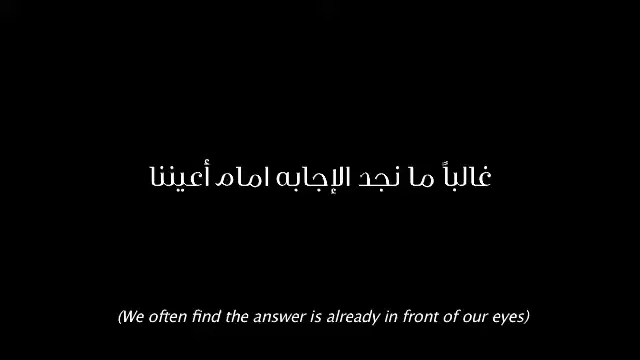 غالباً ما نجد الإجابه امام أعيننا
(We often find the answer is already in front of our eyes)